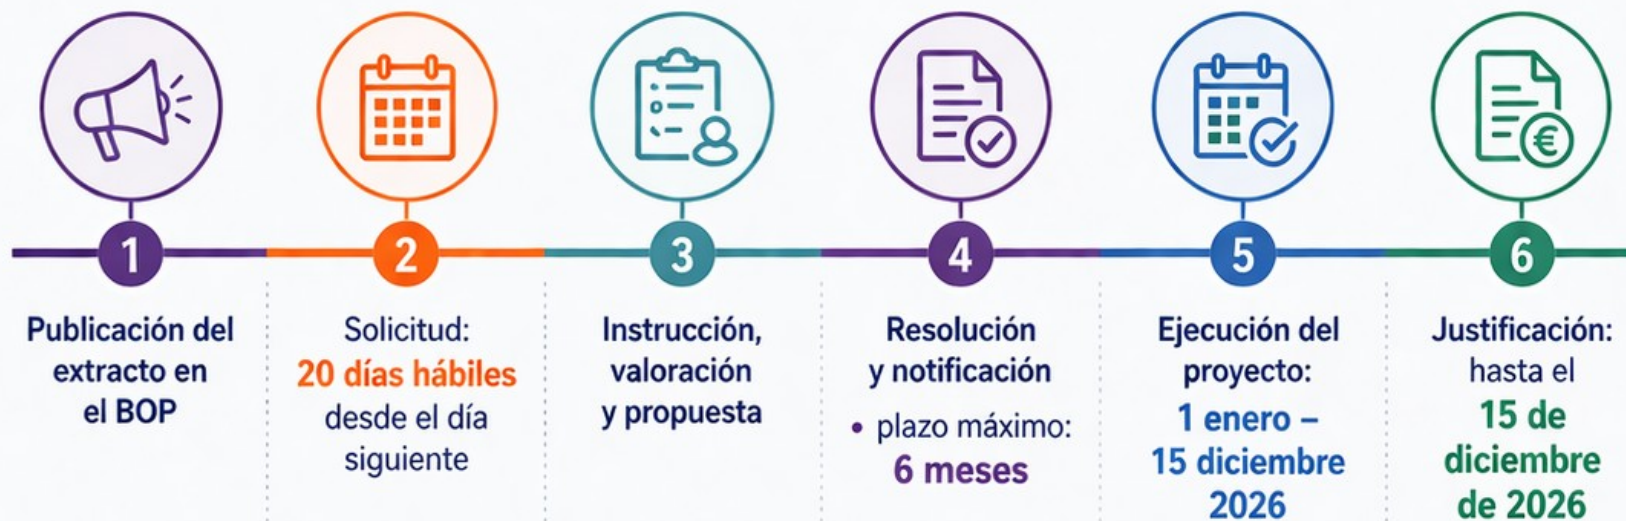 1
Publicación del
extracto en
el BOP
2
Solicitud:
20 días hábiles
desde el día
siguiente
3
Instrucción,
valoración
y propuesta
4
Resolución
y notificación
• plazo máximo:
6 meses
5
Ejecución del
proyecto:
1 enero –
15 diciembre
2026
6
€
Justificación:
hasta el
15 de
diciembre
de 2026